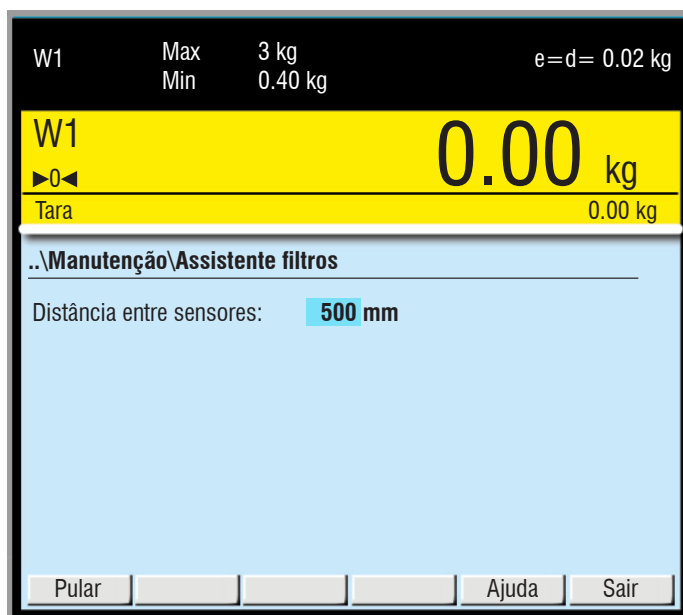 W1 Max 3 kg e=d= 0.02 kg
Min 0.40 kg
W1 0.00 kg
►0◄
Tara 0.00 kg
..\Manutenção\Assistente filtros
Distância entre sensores: 500 mm
Pular Ajuda Sair